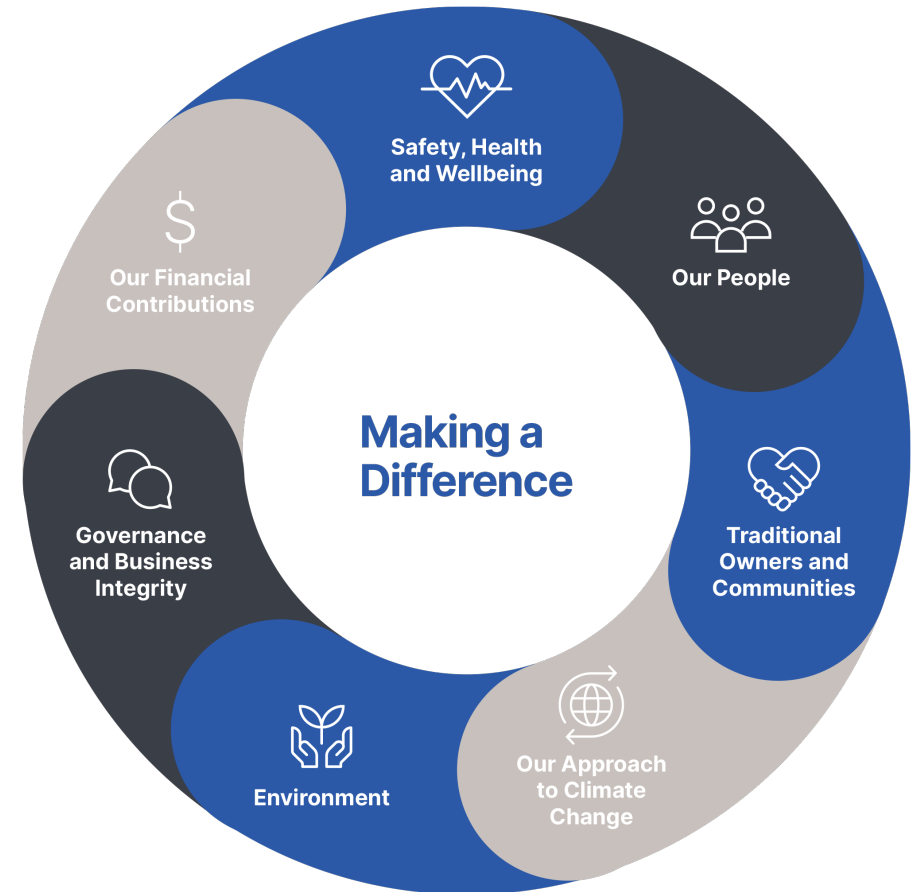 Safety, Health
and Wellbeing
Our People
Traditional
Owners and
Communities
Our Approach
to Climate
Change
Environment
Governance
and Business
Integrity
Our Financial
Contributions
Making a
Difference